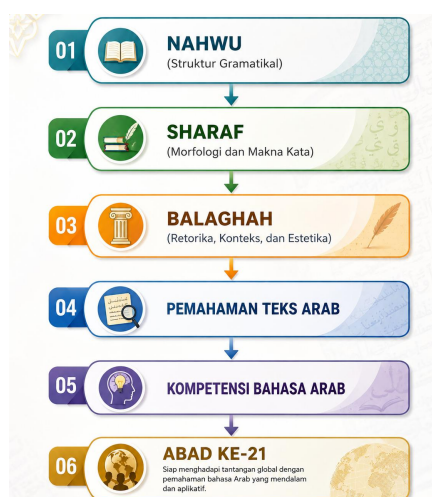 01
NAHWU
(Struktur Gramatikal)
02
SHARAF
(Morfologi dan Makna Kata)
03
BALAGHAH
(Retorika, Konteks, dan Estetika)
04
PEMAHAMAN TEKS ARAB
05
KOMPETENSI BAHASA ARAB
06
ABAD KE-21
Siap menghadapi tantangan global dengan
pemahaman bahasa Arab yang mendalam
dan aplikatif.